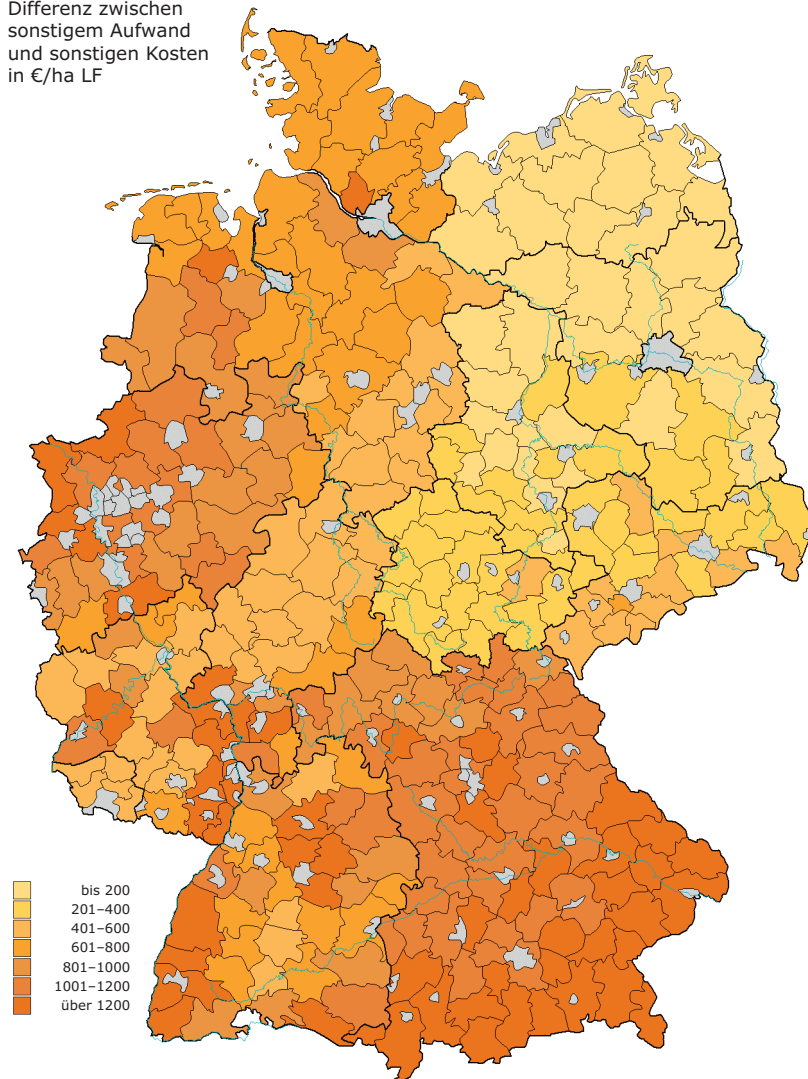 Differenz zwischen
sonstigem Aufwand
und sonstigen Kosten
in €/ha LF
bis 200
201–400
401–600
601–800
801–1000
1001–1200
über 1200